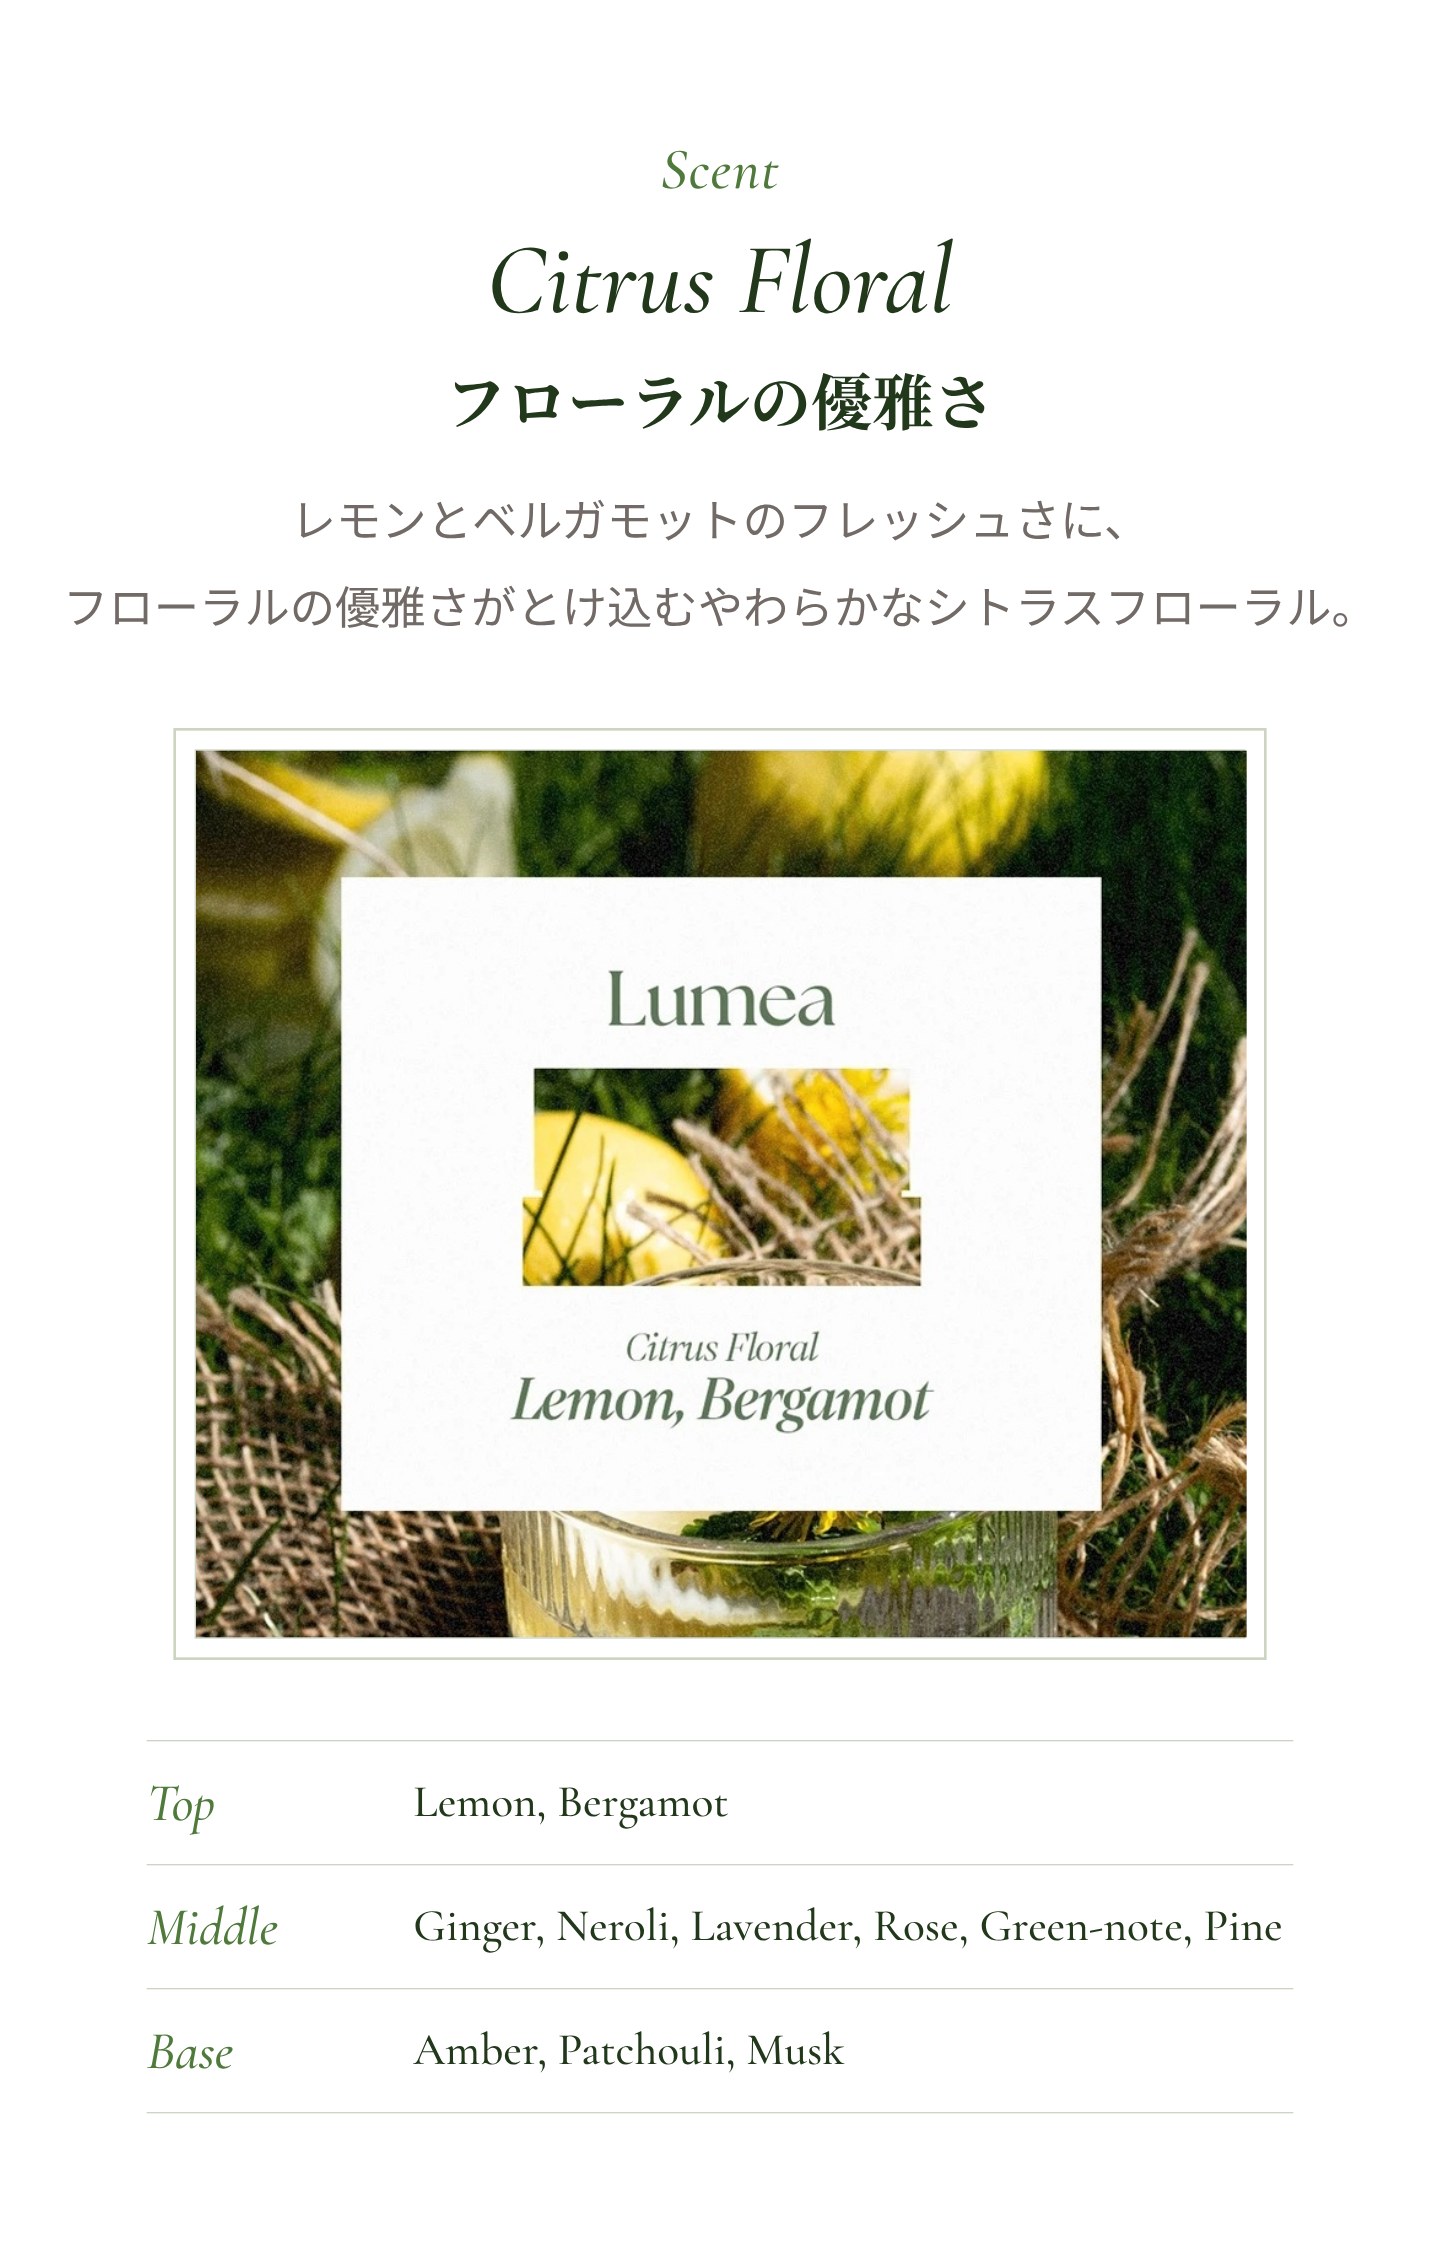 Scent
Citrus Floral
フローラルの優雅さ
レモンとベルガモットのフレッシュさに、
フローラルの優雅さがとけ込むやわらかなシトラスフローラル。
Lumea
Citrus Floral
Lemon, Bergamot
Top Lemon, Bergamot
Middle Ginger, Neroli, Lavender, Rose, Green-note, Pine
Base Amber, Patchouli, Musk